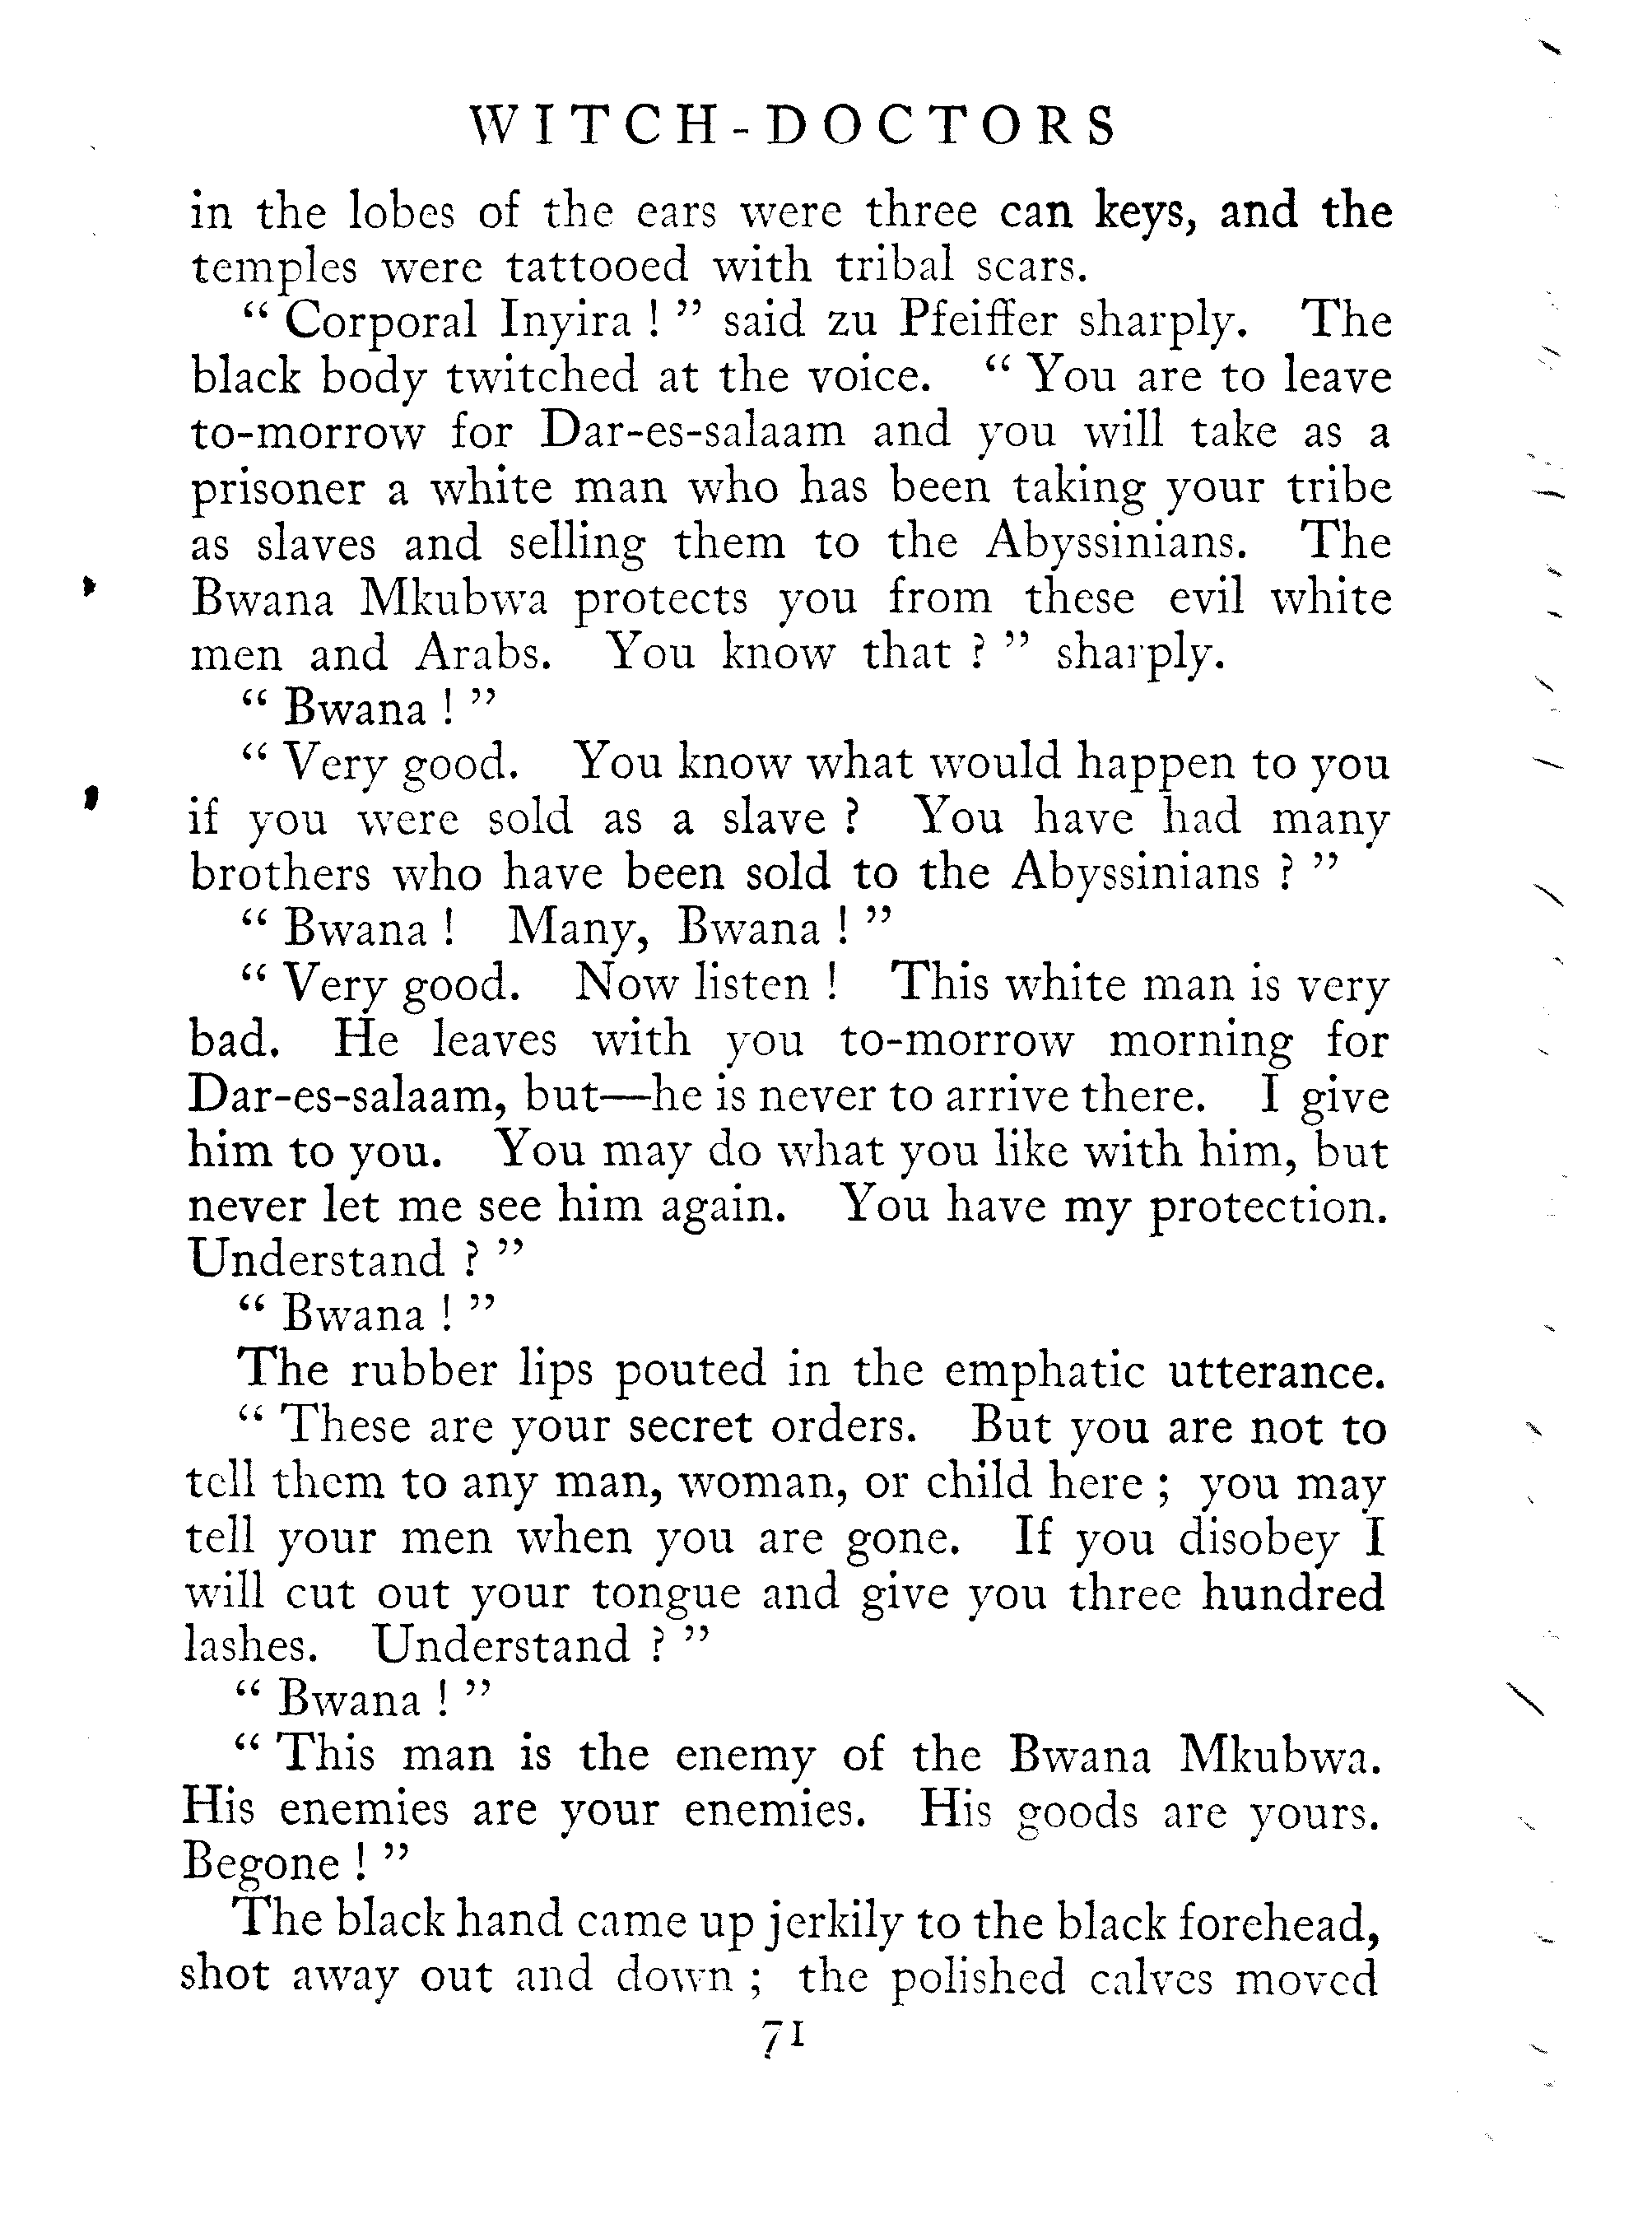 WITCH-DOCTORS
in the lobes of the ears were three can keys, and the
temples were tattooed with tribal scars.
“ Corporal Inyira ! ” said zu Pfeiffer sharply. The
black body twitched at the voice. “ You are to leave
to-morrow for Dar-es-salaam and you will take as a
prisoner a white man who has been taking your tribe
as slaves and selling them to the Abyssinians. The
Bwana Mkubwa protects you from these evil white
men and Arabs. You know that ? ” sharply.
“ Bwana ! ”
“ Very good. You know what would happen to you
if you were sold as a slave ? You have had many
brothers who have been sold to the Abyssinians ? ”
“ Bwana ! Many, Bwana ! ”
“ Very good. Now listen ! This white man is very
bad. He leaves with you to-morrow morning for
Dar-es-salaam, but—he is never to arrive there. I give
him to you. You may do what you like with him, but
never let me see him again. You have my protection.
Understand ? ”
“ Bwana ! ”
The rubber lips pouted in the emphatic utterance.
“ These are your secret orders. But you are not to
tell them to any man, woman, or child here ; you may
tell your men when you are gone. If you disobey I
will cut out your tongue and give you three hundred
lashes. Understand ? ”
“ Bwana ! ”
“ This man is the enemy of the Bwana Mkubwa.
His enemies are your enemies. His goods are yours.
Begone ! ”
The black hand came up jerkily to the black forehead,
shot away out and down ; the polished calves moved
71